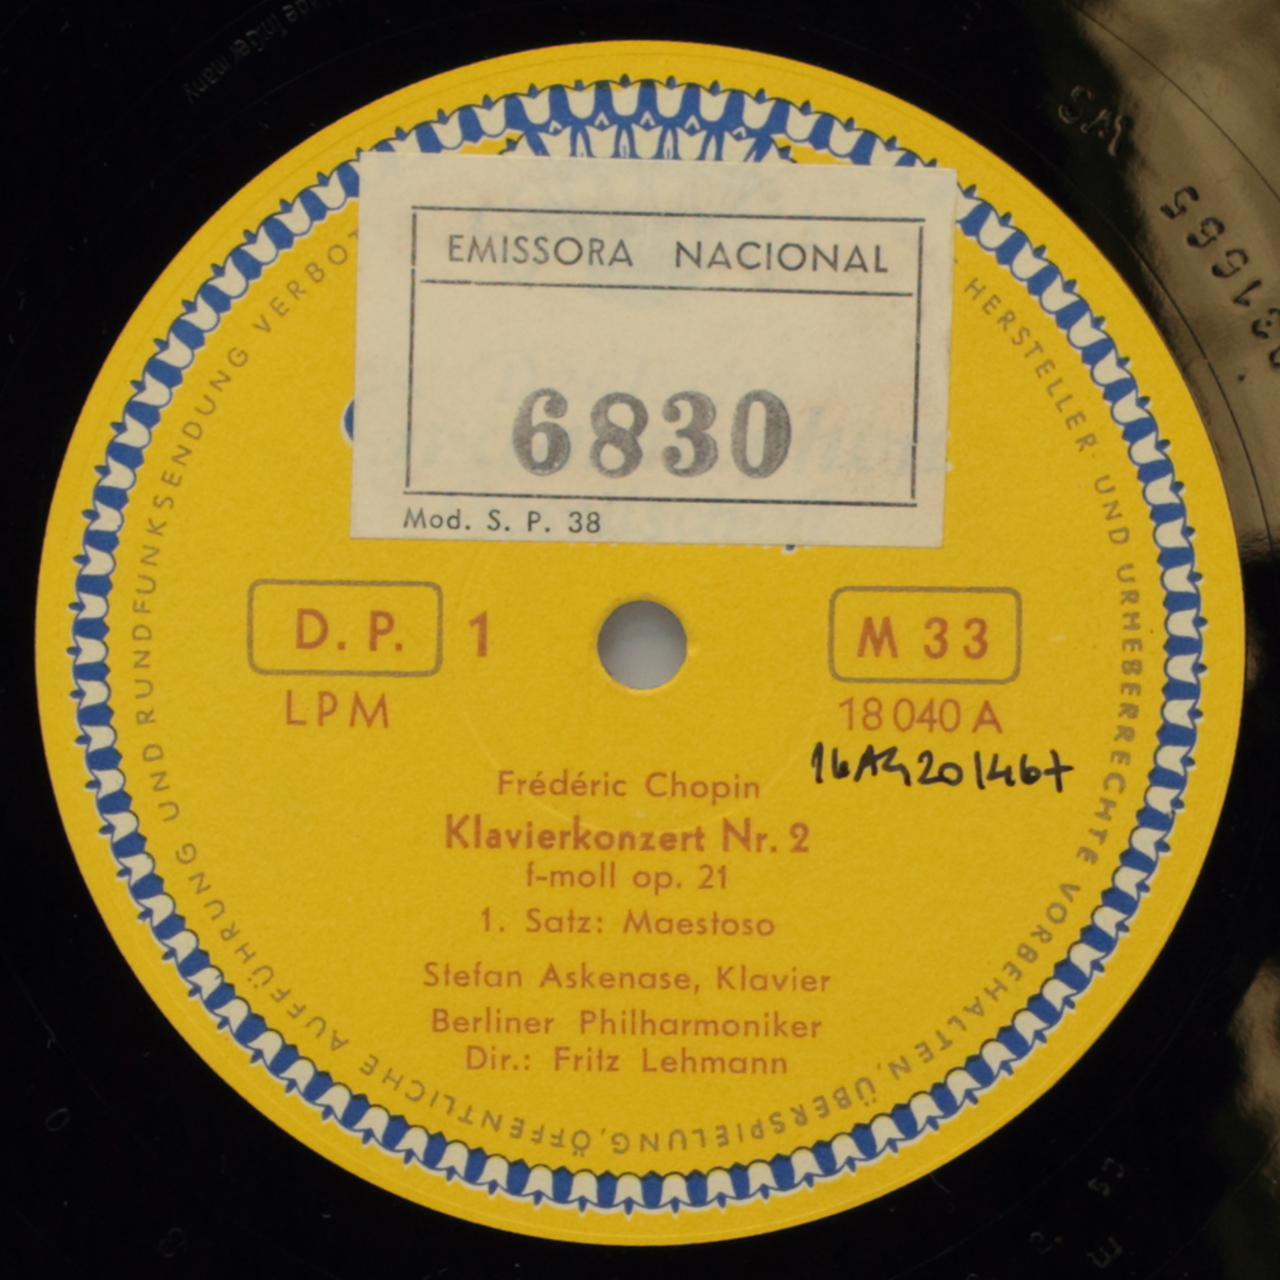 EMISSORA NACIONAL
6830
Mod. S. P. 38
D. P. 1
M 33
LPM
18 040 A
Frédéric Chopin
Klavierkonzert Nr. 2
f-moll op. 21
1. Satz: Maestoso
Stefan Askenase, Klavier
Berliner Philharmoniker
Dir.: Fritz Lehmann
HERSTELLER- UND URHEBERRECHTE VORBEHALTEN, ÜBERSPIELUNG, ÖFFENTLICHE AUFFÜHRUNG UND RUNDFUNKSENDUNG